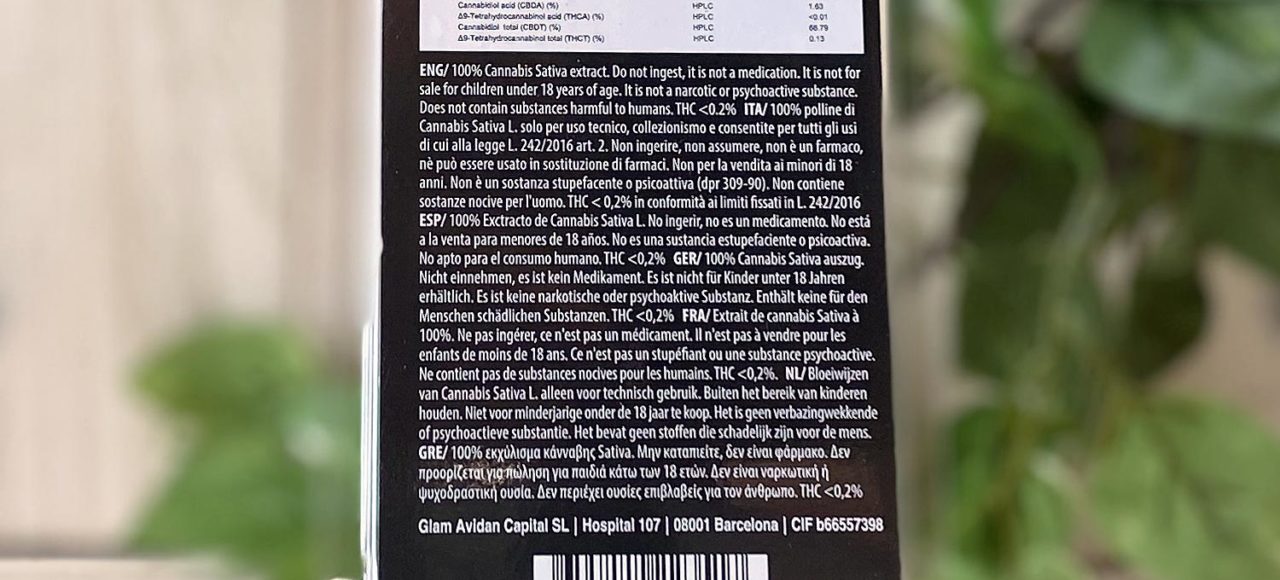 Cannabidiol acid (CBDA) (%) HPLC 1.63
Δ9-Tetrahydrocannabinol acid (THCA) (%) HPLC <0.01
Cannabidiol total (CBDT) (%) HPLC 66.79
Δ9-Tetrahydrocannabinol total (THCT) (%) HPLC 0.13
ENG/ 100% Cannabis Sativa extract. Do not ingest, it is not a medication. It is not for
sale for children under 18 years of age. It is not a narcotic or psychoactive substance.
Does not contain substances harmful to humans. THC <0.2% ITA/ 100% polline di
Cannabis Sativa L. solo per uso tecnico, collezionismo e consentite per tutti gli usi
di cui alla legge L. 242/2016 art. 2. Non ingerire, non assumere, non è un farmaco,
nè può essere usato in sostituzione di farmaci. Non per la vendita ai minori di 18
anni. Non è un sostanza stupefacente o psicoattiva (dpr 309-90). Non contiene
sostanze nocive per l'uomo. THC < 0,2% in conformità ai limiti fissati in L. 242/2016
ESP/ 100% Exctracto de Cannabis Sativa L. No ingerir, no es un medicamento. No está
a la venta para menores de 18 años. No es una sustancia estupefaciente o psicoactiva.
No apto para el consumo humano. THC <0,2% GER/ 100% Cannabis Sativa auszug.
Nicht einnehmen, es ist kein Medikament. Es ist nicht für Kinder unter 18 Jahren
erhältlich. Es ist keine narkotische oder psychoaktive Substanz. Enthält keine für den
Menschen schädlichen Substanzen. THC <0,2% FRA/ Extrait de cannabis Sativa à
100%. Ne pas ingérer, ce n'est pas un médicament. Il n'est pas à vendre pour les
enfants de moins de 18 ans. Ce n'est pas un stupéfiant ou une substance psychoactive.
Ne contient pas de substances nocives pour les humains. THC <0,2%. NL/ Bloeiwijzen
van Cannabis Sativa L. alleen voor technisch gebruik. Buiten het bereik van kinderen
houden. Niet voor minderjarige onder de 18 jaar te koop. Het is geen verbazingwekkende
of psychoactieve substantie. Het bevat geen stoffen die schadelijk zijn voor de mens.
GRE/ 100% εκχύλισμα κάνναβης Sativa. Μην καταπιείτε, δεν είναι φάρμακο. Δεν
προορίζεται για πώληση για παιδιά κάτω των 18 ετών. Δεν είναι ναρκωτική ή
ψυχοδραστική ουσία. Δεν περιέχει ουσίες επιβλαβείς για τον άνθρωπο. THC <0,2%
Glam Avidan Capital SL | Hospital 107 | 08001 Barcelona | CIF b66557398